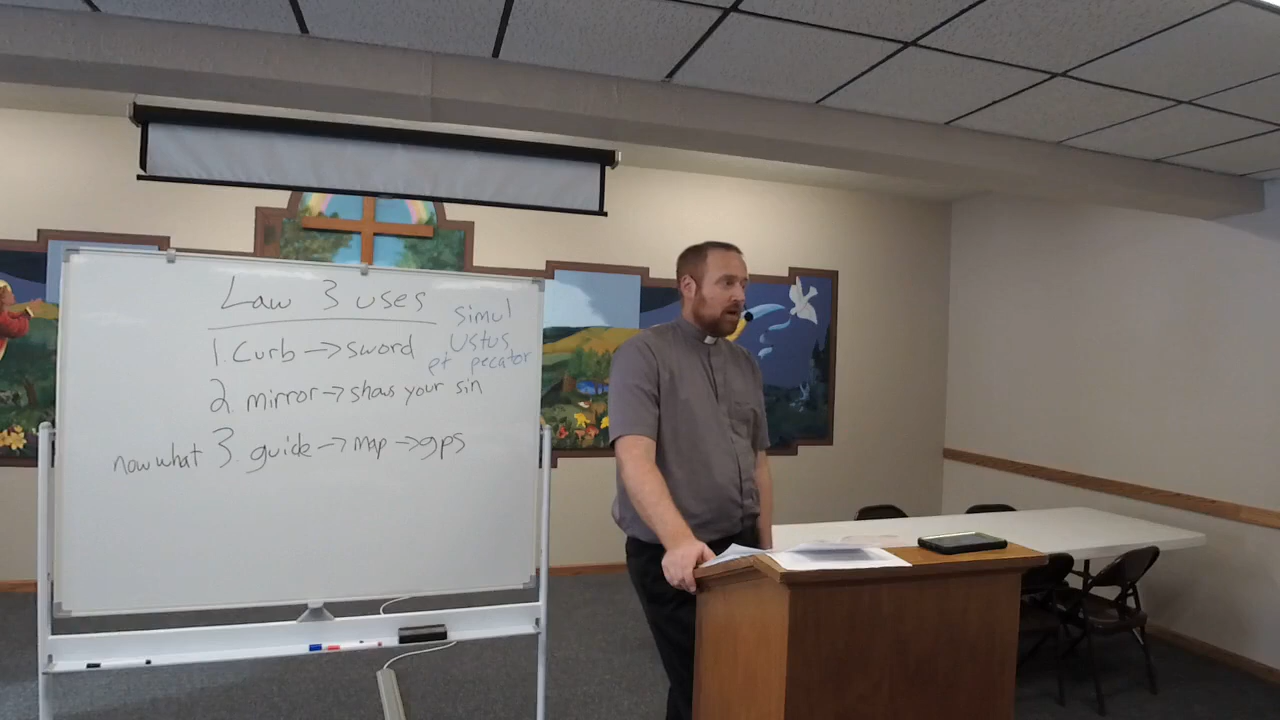 Law 3 uses
1. Curb → sword
2. mirror → shows your sin
now what 3 guide → map → gps
simul
ustus
et pecator